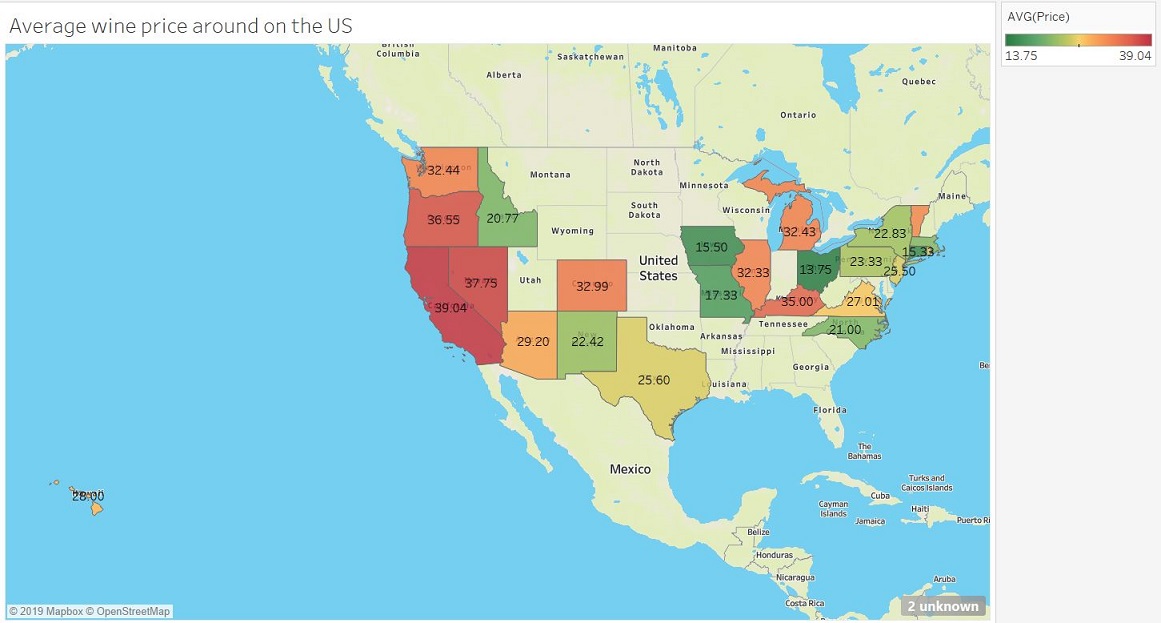 Average wine price around on the US
AVG(Price)
13.75
39.04
British
Columbia
Alberta
Saskatchewan
Manitoba
Quebec
Ontario
32.44
Montana
North
Dakota
Minnesota
Maine
36.55
20.77
South
Dakota
Wisconsin
32.43
22.83
Wyoming
15.50
15.33
United
States
32.33
13.75
23.33
25.50
Utah
37.75
32.99
17.33
35.00
27.01
39.04
29.20
New
22.42
Oklahoma
Arkansas
Tennessee
North
21.00
Mississippi
Georgia
25.60
Louisiana
Florida
The
Bahamas
Mexico
28.00
Turks and
Caicos Islands
Cuba
Cayman
Islands
Haiti
Jamaica
Puerto Ri
Belize
Honduras
Nicaragua
Aruba
Costa Rica
© 2019 Mapbox © OpenStreetMap
2 unknown